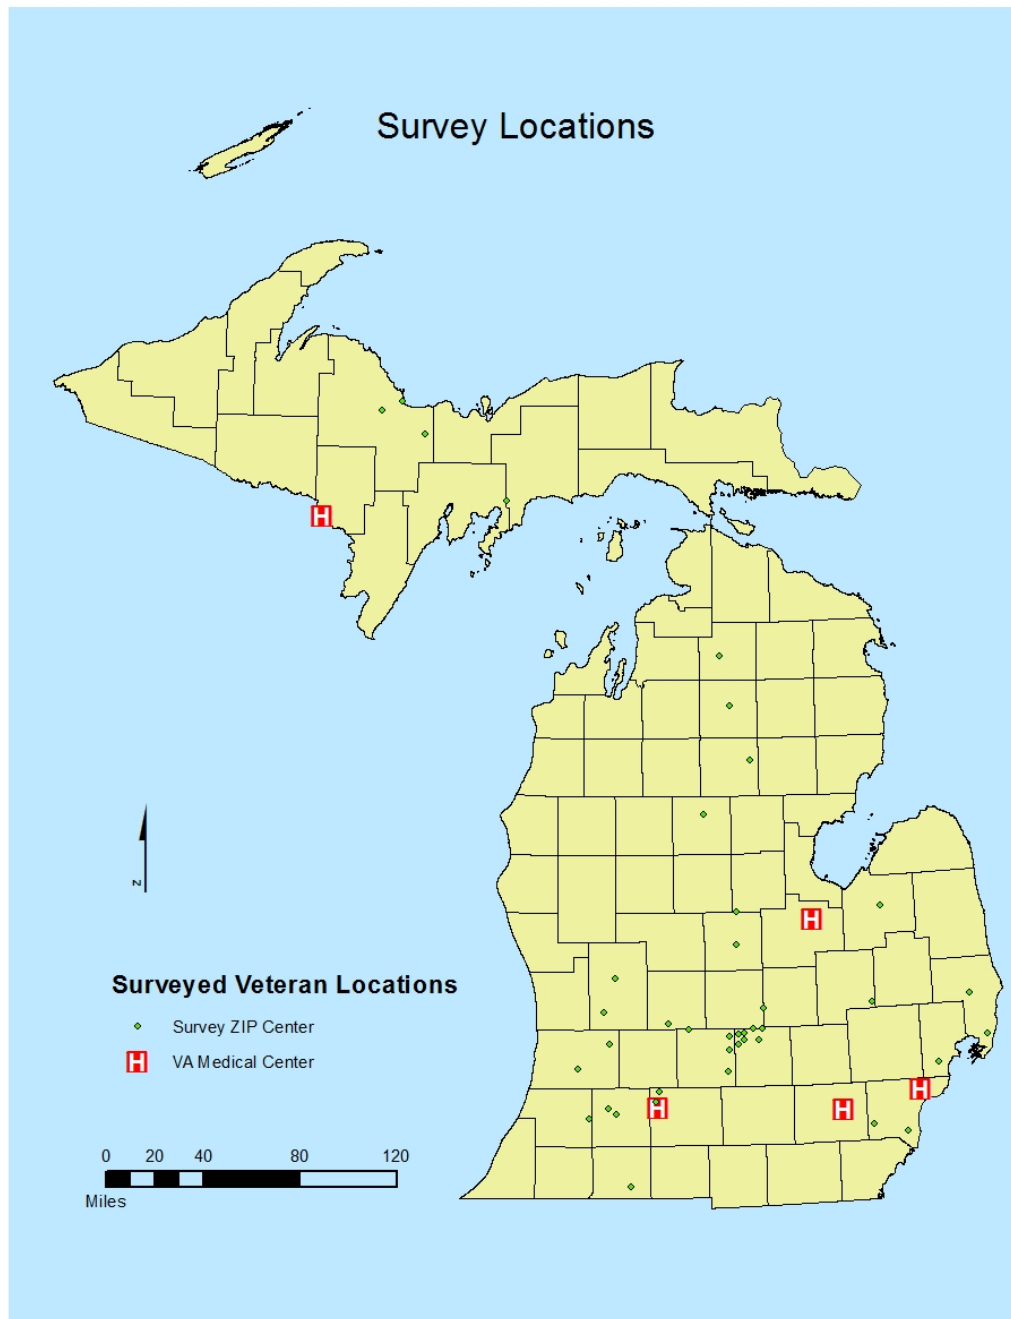 Survey Locations
N
Surveyed Veteran Locations
Survey ZIP Center
H VA Medical Center
0 20 40 80 120
Miles
H
H
H
H
H